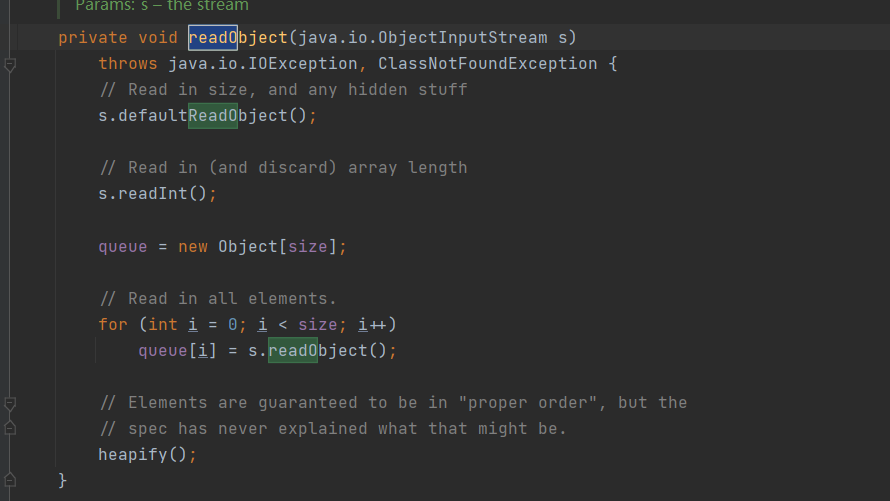 Params: s – the stream
private void readObject(java.io.ObjectInputStream s)
throws java.io.IOException, ClassNotFoundException {
// Read in size, and any hidden stuff
s.defaultReadObject();
// Read in (and discard) array length
s.readInt();
queue = new Object[size];
// Read in all elements.
for (int i = 0; i < size; i++)
queue[i] = s.readObject();
// Elements are guaranteed to be in "proper order", but the
// spec has never explained what that might be.
heapify();
}